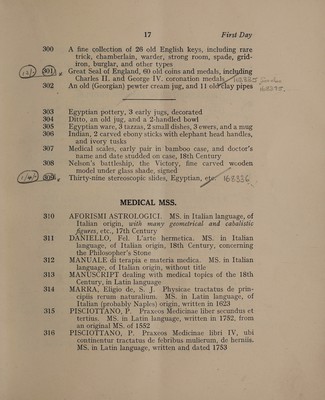 17 First Day
300 A fine collection of 26 old English keys, including rare
trick, chamberlain, warder, strong room, spade, grid-
iron, burglar, and other types
301 Great Seal of England, 60 old coins and medals, including
Charles II. and George IV. coronation medals
302 An old (Georgian) pewter cream jug, and 11 old clay pipes
303 Egyptian pottery, 3 early jugs, decorated
304 Ditto, an old jug, and a 2-handled bowl
305 Egyptian ware, 3 tazzas, 2 small dishes, 3 ewers, and a mug
306 Indian, 2 carved ebony sticks with elephant head handles,
and ivory tusks
307 Medical scales, early pair in bamboo case, and doctor's
name and date studded on case, 18th Century
308 Nelson's battleship, the Victory, fine carved wooden
model under glass shade, signed
309 Thirty-nine stereoscopic slides, Egyptian, etc. 168336
MEDICAL MSS.
310 AFORISMI ASTROLOGICI. MS. in Italian language, of
Italian origin, with many geometrical and cabalistic
figures, etc., 17th Century
311 DANIELLO, Fel. L'arte hermetica. MS. in Italian
language, of Italian origin, 18th Century, concerning
the Philosopher's Stone
312 MANUALE di terapia e materia medica. MS. in Italian
language, of Italian origin, without title
313 MANUSCRIPT dealing with medical topics of the 18th
Century, in Latin language
314 MARRA, Eligio de, S. J. Physicae tractatus de prin-
cipiis rerum naturalium. MS. in Latin language, of
Italian (probably Naples) origin, written in 1623
315 PISCIOTTANO, P. Praxeos Medicinae liber secundus et
tertius. MS. in Latin language, written in 1752, from
an original MS. of 1552
316 PISCIOTTANO, P. Praxeos Medicinae libri IV, ubi
continentur tractatus de febribus mulierum, de herniis.
MS. in Latin language, written and dated 1753